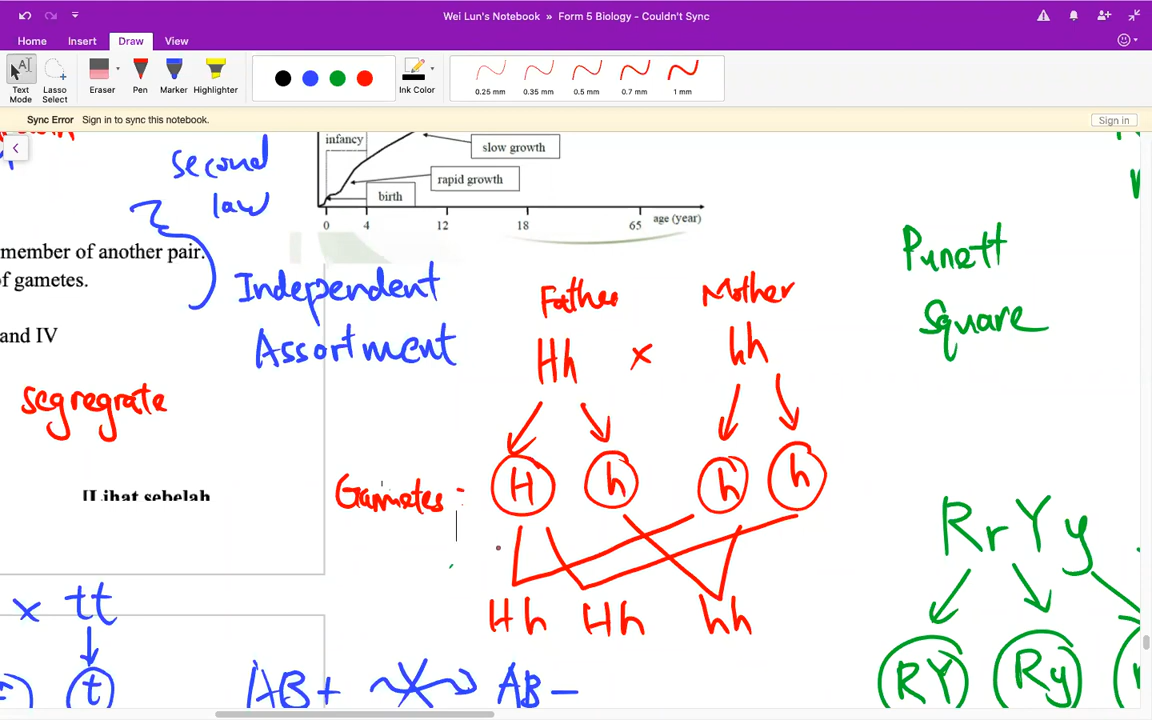 Wei Lun's Notebook » Form 5 Biology - Couldn't Sync
Home Insert Draw View
Text Mode
Lasso Select
Eraser
Pen
Marker
Highlighter
Ink Color
0.25 mm
0.35 mm
0.5 mm
0.7 mm
1 mm
Sync Error Sign in to sync this notebook.
Sign in
infancy
slow growth
rapid growth
birth
0 4 12 18 65 age (year)
second
law
member of another pair.
of gametes.
and IV
Independent
Assortment
segregrate
[Lihat sebelah
Father Mother
Hh × hh
Gametes -
H h h h
Hh Hh hh
Punett
Square
RrYy
RY Ry
× tt
t
AB+ AB-